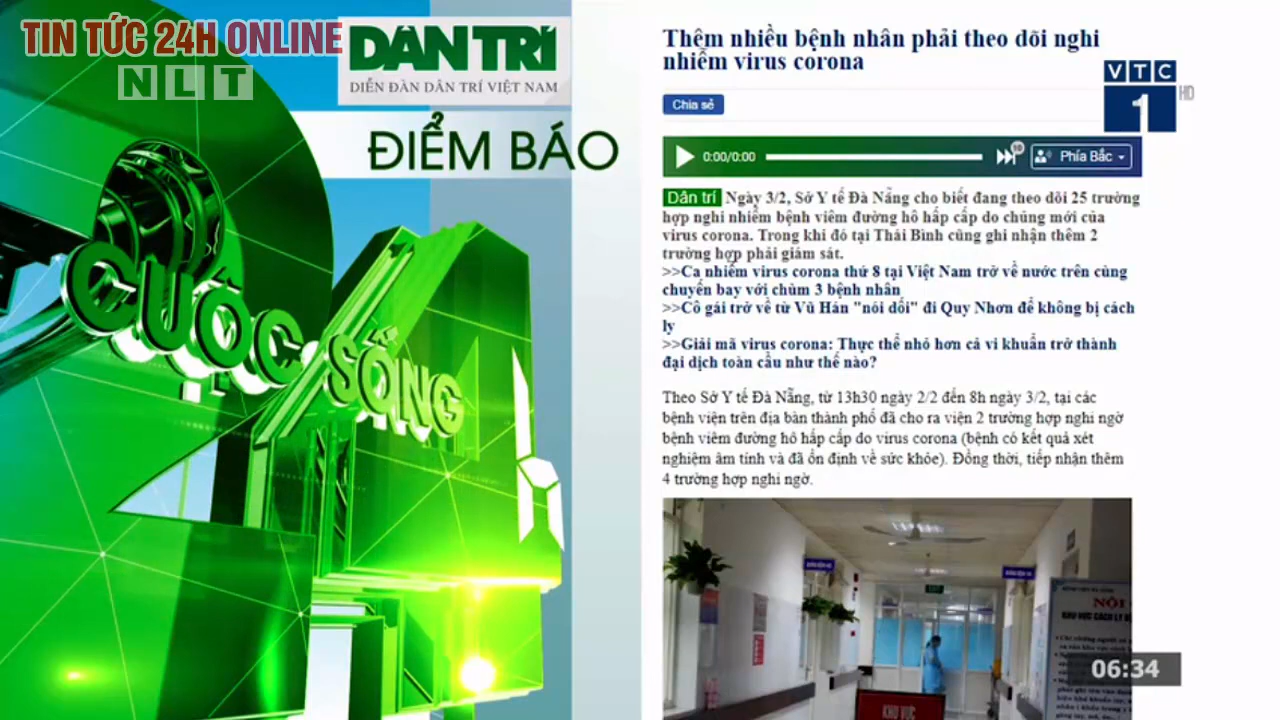 TIN TỨC 24H ONLINE
NLT
DÂN TRÍ
DIỄN ĐÀN DÂN TRÍ VIỆT NAM
ĐIỂM BÁO
CUỘC SỐNG
24h
Thêm nhiều bệnh nhân phải theo dõi nghi
nhiễm virus corona
VTC
1
HD
Chia sẻ
0:00/0:00
10
Phía Bắc
Dân trí Ngày 3/2, Sở Y tế Đà Nẵng cho biết đang theo dõi 25 trường
hợp nghi nhiễm bệnh viêm đường hô hấp cấp do chủng mới của
virus corona. Trong khi đó tại Thái Bình cũng ghi nhận thêm 2
trường hợp phải giám sát.
>>Ca nhiễm virus corona thứ 8 tại Việt Nam trở về nước trên cùng
chuyến bay với chùm 3 bệnh nhân
>>Cô gái trở về từ Vũ Hán "nói dối" đi Quy Nhơn để không bị cách
ly
>>Giải mã virus corona: Thực thể nhỏ hơn cả vi khuẩn trở thành
đại dịch toàn cầu như thế nào?
Theo Sở Y tế Đà Nẵng, từ 13h30 ngày 2/2 đến 8h ngày 3/2, tại các
bệnh viện trên địa bàn thành phố đã cho ra viện 2 trường hợp nghi ngờ
bệnh viêm đường hô hấp cấp do virus corona (bệnh có kết quả xét
nghiệm âm tính và đã ổn định về sức khỏe). Đồng thời, tiếp nhận thêm
4 trường hợp nghi ngờ.
NỘI
KHU VỰC CÁCH LY
KHU VỰC
06:34